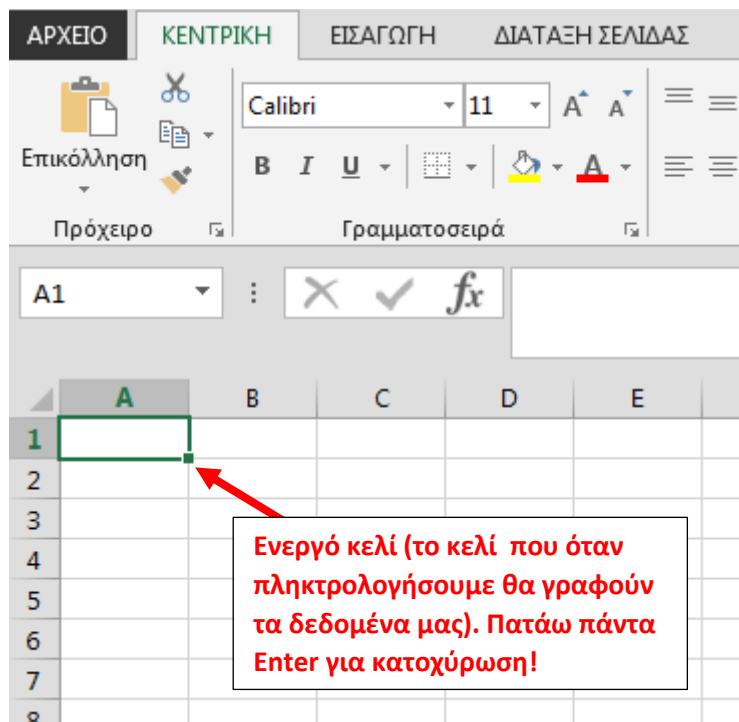 ΑΡΧΕΙΟ ΚΕΝΤΡΙΚΗ ΕΙΣΑΓΩΓΗ ΔΙΑΤΑΞΗ ΣΕΛΙΔΑΣ
Calibri 11 A A
Επικόλληση B I U A
Πρόχειρο Γραμματοσειρά
A1 fx
A B C D E
1
2
3
4
5
6
7
8
Ενεργό κελί (το κελί που όταν
πληκτρολογήσουμε θα γραφούν
τα δεδομένα μας). Πατάω πάντα
Enter για κατοχύρωση!